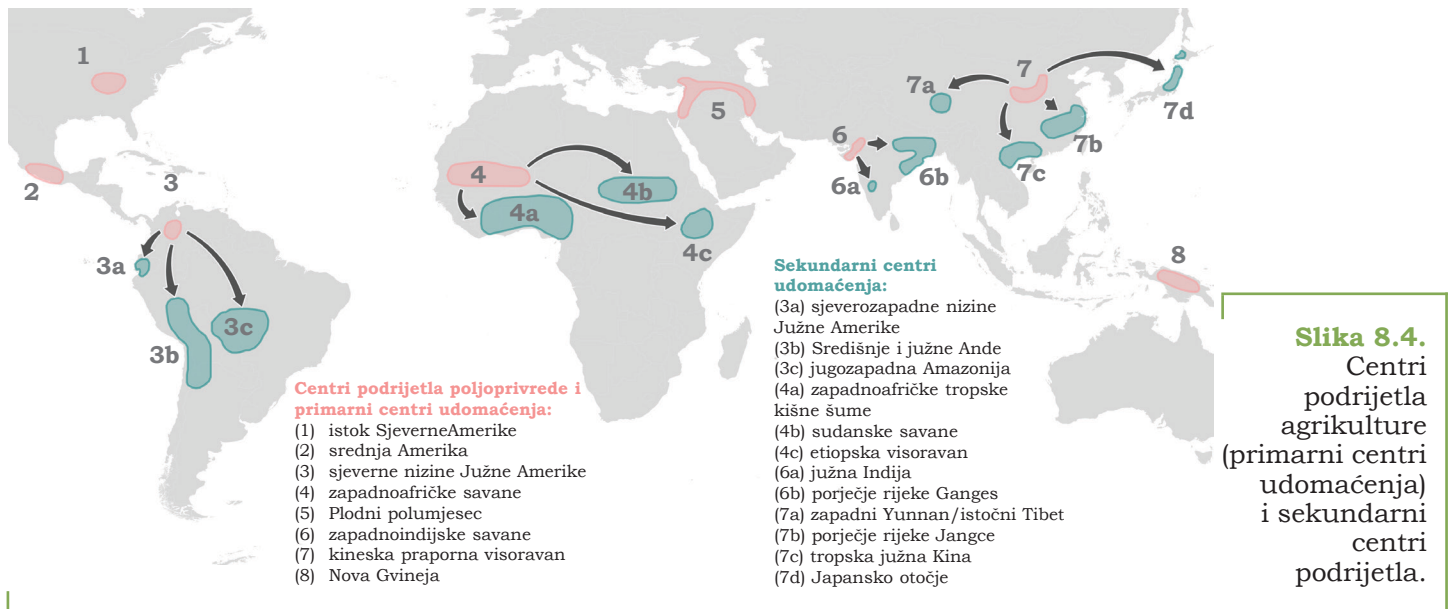 1
2
3
3a
3b
3c
4
4a
4b
4c
5
6
6a
6b
7
7a
7b
7c
7d
8
Centri podrijetla poljoprivrede i
primarni centri udomaćenja:
(1) istok SjeverneAmerike
(2) srednja Amerika
(3) sjeverne nizine Južne Amerike
(4) zapadnoafričke savane
(5) Plodni polumjesec
(6) zapadnoindijske savane
(7) kineska praporna visoravan
(8) Nova Gvineja
Sekundarni centri
udomaćenja:
(3a) sjeverozapadne nizine
Južne Amerike
(3b) Središnje i južne Ande
(3c) jugozapadna Amazonija
(4a) zapadnoafričke tropske
kišne šume
(4b) sudanske savane
(4c) etiopska visoravan
(6a) južna Indija
(6b) porječje rijeke Ganges
(7a) zapadni Yunnan/istočni Tibet
(7b) porječje rijeke Jangce
(7c) tropska južna Kina
(7d) Japansko otočje
Slika 8.4.
Centri
podrijetla
agrikulture
(primarni centri
udomaćenja)
i sekundarni
centri
podrijetla.